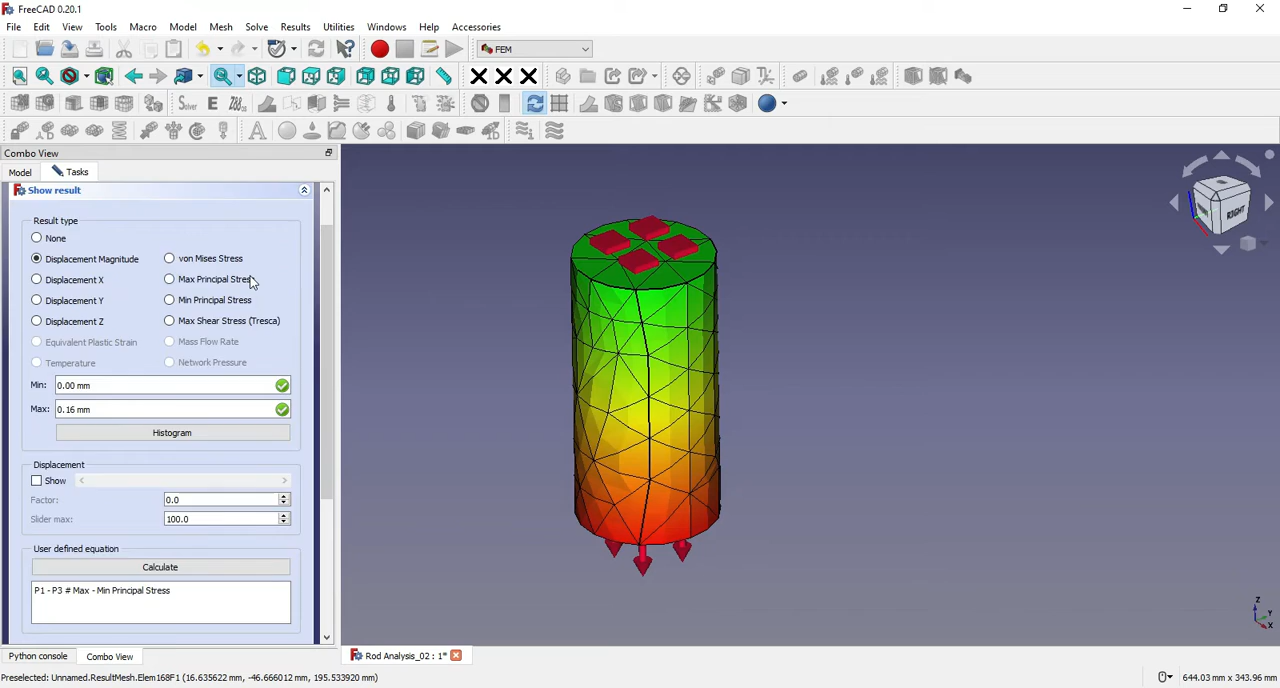 FreeCAD 0.20.1
File Edit View Tools Macro Model Mesh Solve Results Utilities Windows Help Accessories
FEM
Combo View
Model Tasks
Show result
Result type
None
Displacement Magnitude von Mises Stress
Displacement X Max Principal Stress
Displacement Y Min Principal Stress
Displacement Z Max Shear Stress (Tresca)
Equivalent Plastic Strain Mass Flow Rate
Temperature Network Pressure
Min: 0.00 mm
Max: 0.16 mm
Histogram
Displacement
Show
Factor: 0.0
Slider max: 100.0
User defined equation
Calculate
P1 - P3 # Max - Min Principal Stress
RIGHT
Z
Y
X
Python console Combo View
Rod Analysis_02 : 1*
Preselected: Unnamed.ResultMesh.Elem168F1 (16.635622 mm, -46.666012 mm, 195.533920 mm) 644.03 mm x 343.96 mm